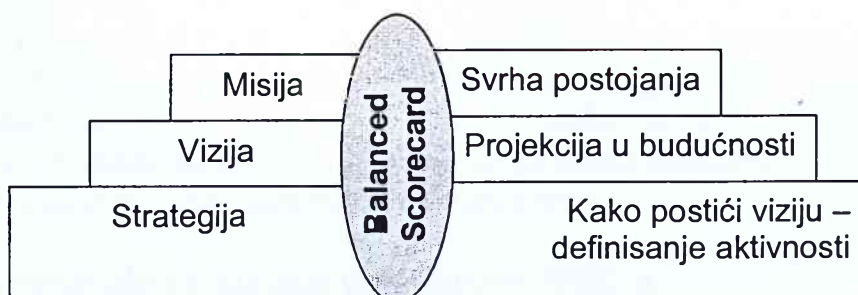 Misija
Svrha postojanja
Vizija
Projekcija u budućnosti
Strategija
Kako postići viziju –
definisanje aktivnosti
Balanced
Scorecard